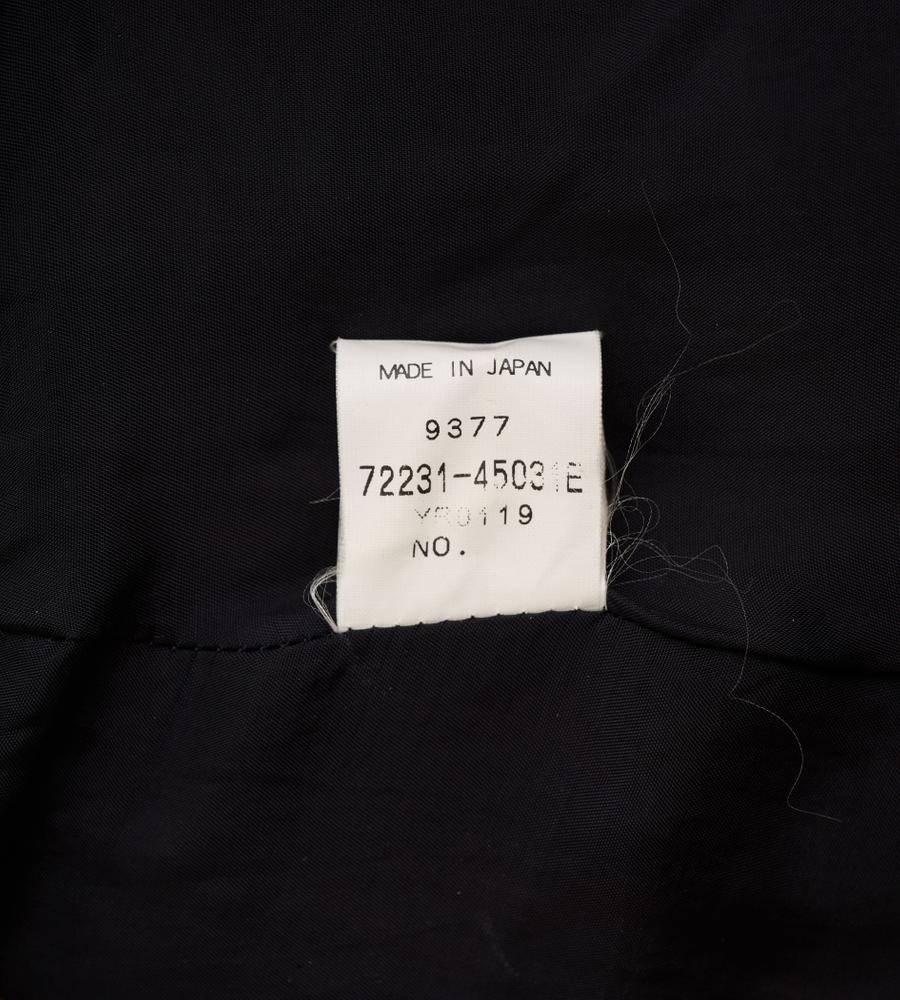 MADE IN JAPAN
9377
72231-45031E
YR0119
NO.